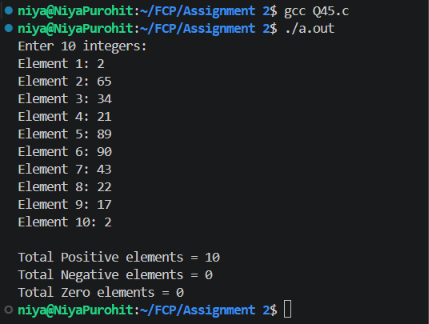 niya@NiyaPurohit:~/FCP/Assignment 2$ gcc Q45.c
niya@NiyaPurohit:~/FCP/Assignment 2$ ./a.out
Enter 10 integers:
Element 1: 2
Element 2: 65
Element 3: 34
Element 4: 21
Element 5: 89
Element 6: 90
Element 7: 43
Element 8: 22
Element 9: 17
Element 10: 2

Total Positive elements = 10
Total Negative elements = 0
Total Zero elements = 0
niya@NiyaPurohit:~/FCP/Assignment 2$